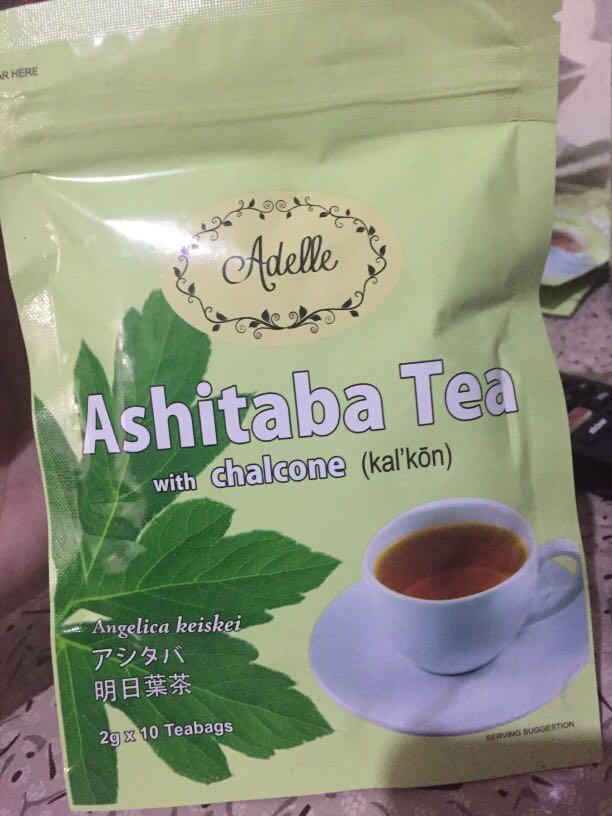 AR HERE
Adelle
Ashitaba Tea
with chalcone (kal'kōn)
Angelica keiskei
アシタバ
明日葉茶
2g x 10 Teabags
SERVING SUGGESTION